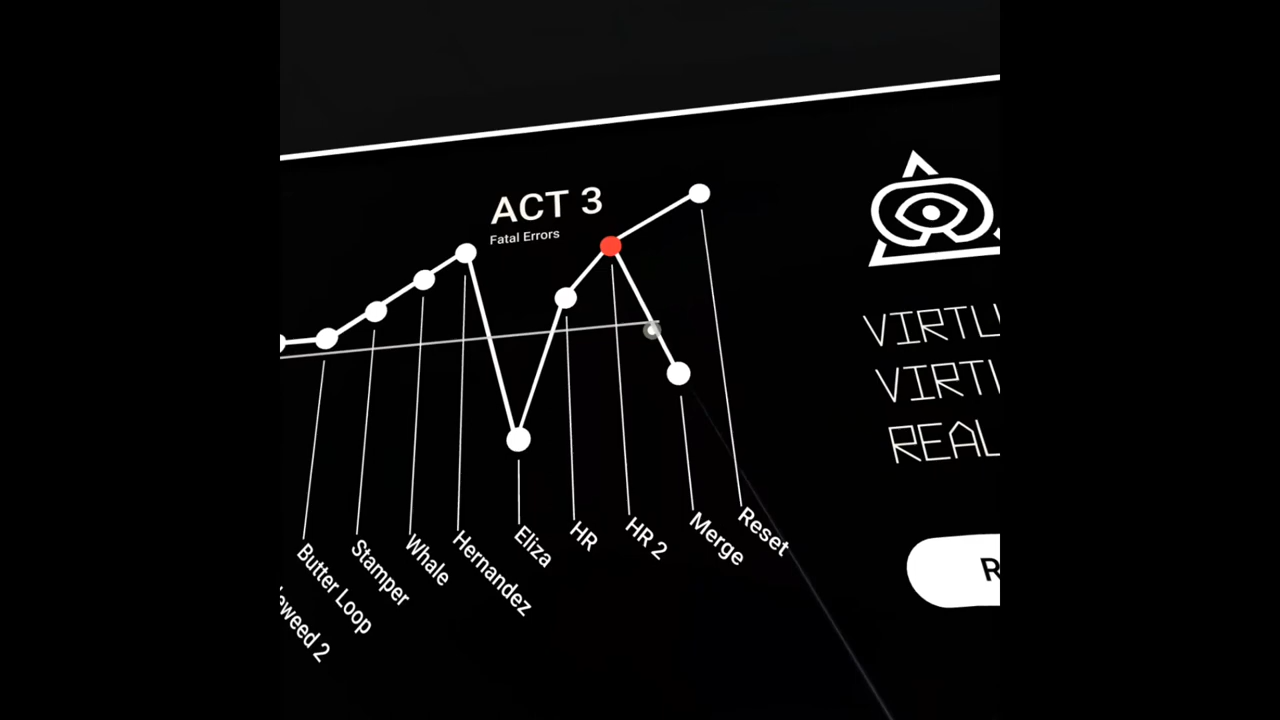 ACT 3
Fatal Errors
Butter Loop
Stamper
Whale
Hernandez
Eliza
HR
HR 2
Merge
Reset